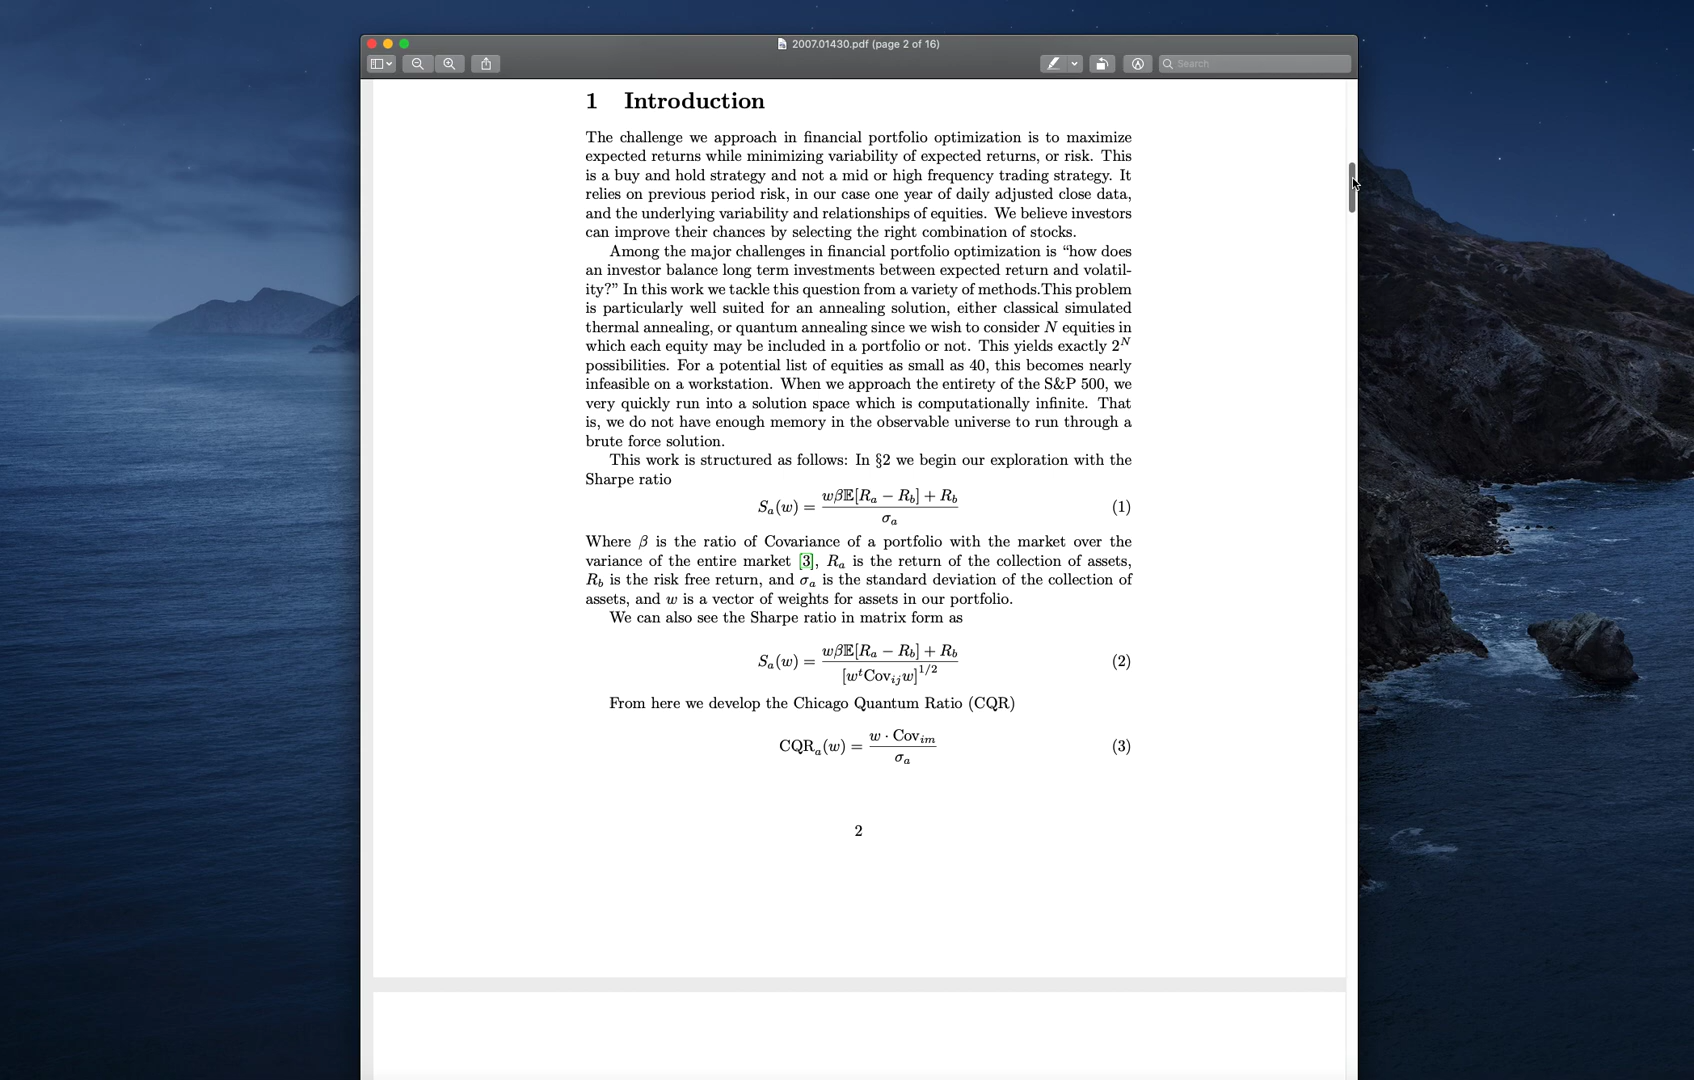 2007.01430.pdf (page 2 of 16)
Search
1 Introduction
The challenge we approach in financial portfolio optimization is to maximize
expected returns while minimizing variability of expected returns, or risk. This
is a buy and hold strategy and not a mid or high frequency trading strategy. It
relies on previous period risk, in our case one year of daily adjusted close data,
and the underlying variability and relationships of equities. We believe investors
can improve their chances by selecting the right combination of stocks.
Among the major challenges in financial portfolio optimization is “how does
an investor balance long term investments between expected return and volatil-
ity?” In this work we tackle this question from a variety of methods.This problem
is particularly well suited for an annealing solution, either classical simulated
thermal annealing, or quantum annealing since we wish to consider N equities in
which each equity may be included in a portfolio or not. This yields exactly 2^N
possibilities. For a potential list of equities as small as 40, this becomes nearly
infeasible on a workstation. When we approach the entirety of the S&P 500, we
very quickly run into a solution space which is computationally infinite. That
is, we do not have enough memory in the observable universe to run through a
brute force solution.
This work is structured as follows: In §2 we begin our exploration with the
Sharpe ratio
S_a(w) = (wβ𝔼[R_a − R_b] + R_b) / σ_a (1)
Where β is the ratio of Covariance of a portfolio with the market over the
variance of the entire market [3], R_a is the return of the collection of assets,
R_b is the risk free return, and σ_a is the standard deviation of the collection of
assets, and w is a vector of weights for assets in our portfolio.
We can also see the Sharpe ratio in matrix form as
S_a(w) = (wβ𝔼[R_a − R_b] + R_b) / [w^t Cov_ij w]^1/2 (2)
From here we develop the Chicago Quantum Ratio (CQR)
CQR_a(w) = (w · Cov_im) / σ_a (3)
2